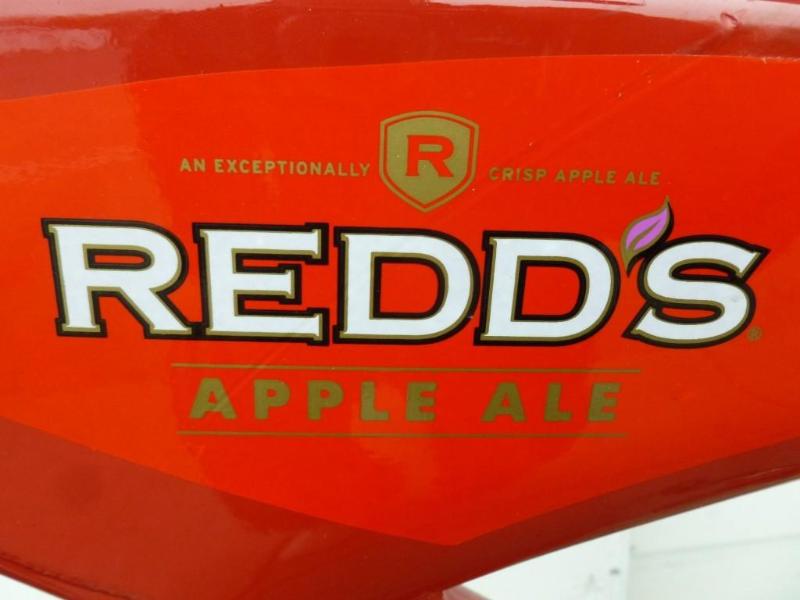 R
AN EXCEPTIONALLY CRISP APPLE ALE
REDD'S®
APPLE ALE